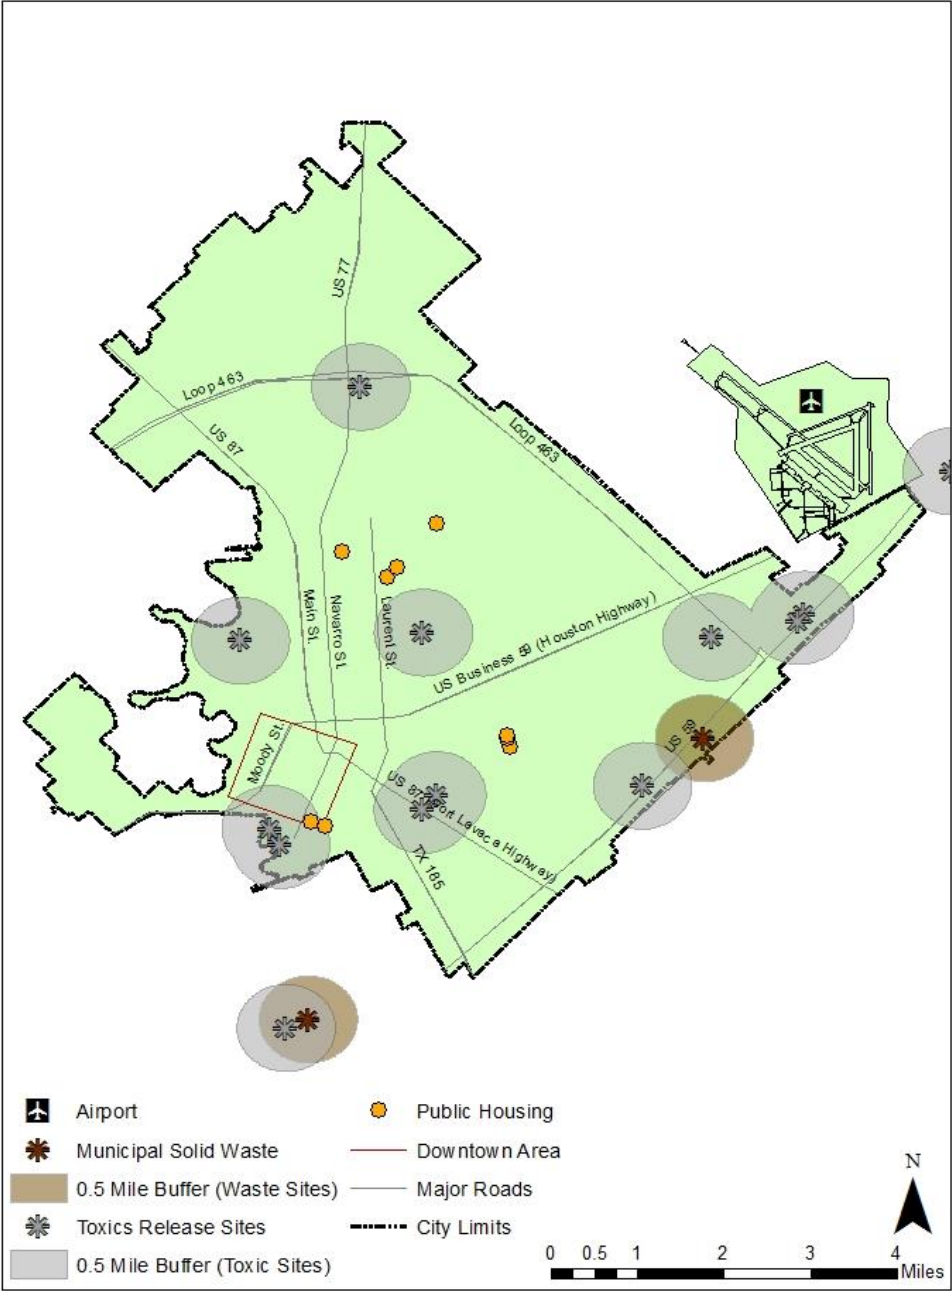 US 77
Loop 463
US 87
Loop 463
Main St.
Navarro St.
Laurent St.
US Business 59 (Houston Highway)
Moody St.
US 87 (Port Lavaca Highway)
TX 185
Airport
Public Housing
Municipal Solid Waste
Downtown Area
0.5 Mile Buffer (Waste Sites)
Major Roads
Toxics Release Sites
City Limits
0.5 Mile Buffer (Toxic Sites)
N
0 0.5 1 2 3 4
Miles